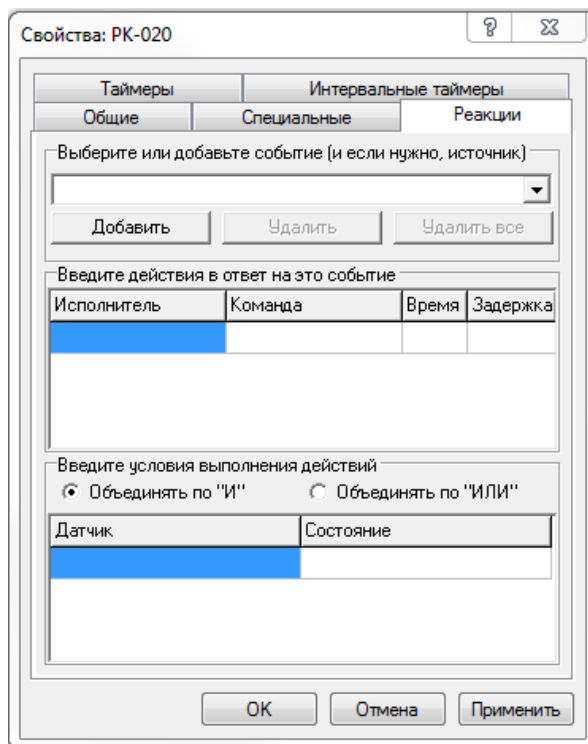 Свойства: РК-020
Таймеры Интервальные таймеры
Общие Специальные Реакции
Выберите или добавьте событие (и если нужно, источник)
Добавить Удалить Удалить все
Введите действия в ответ на это событие
Исполнитель Команда Время Задержка
Введите условия выполнения действий
Объединять по "И" Объединять по "ИЛИ"
Датчик Состояние
OK Отмена Применить